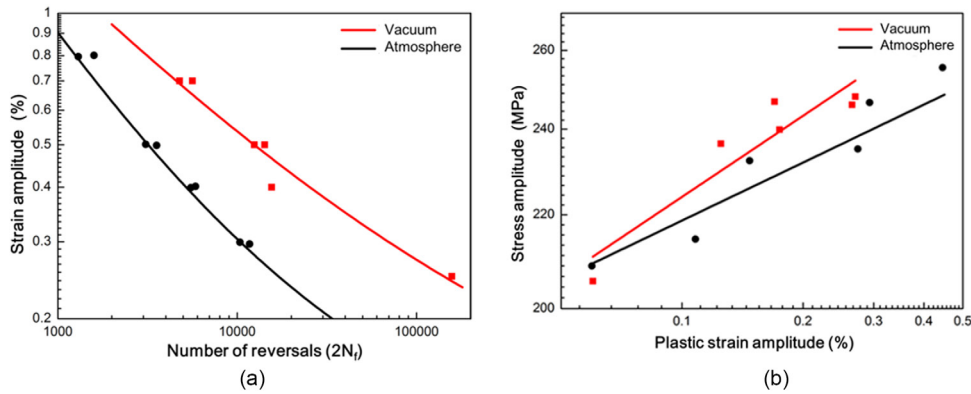 1
0.9
0.8
0.7
0.6
0.5
0.4
0.3
0.2
Strain amplitude (%)
Vacuum
Atmosphere
1000
10000
100000
Number of reversals (2Nf)
(a)
260
240
220
200
Stress amplitude (MPa)
Vacuum
Atmosphere
0.1
0.2
0.3
0.4
0.5
Plastic strain amplitude (%)
(b)